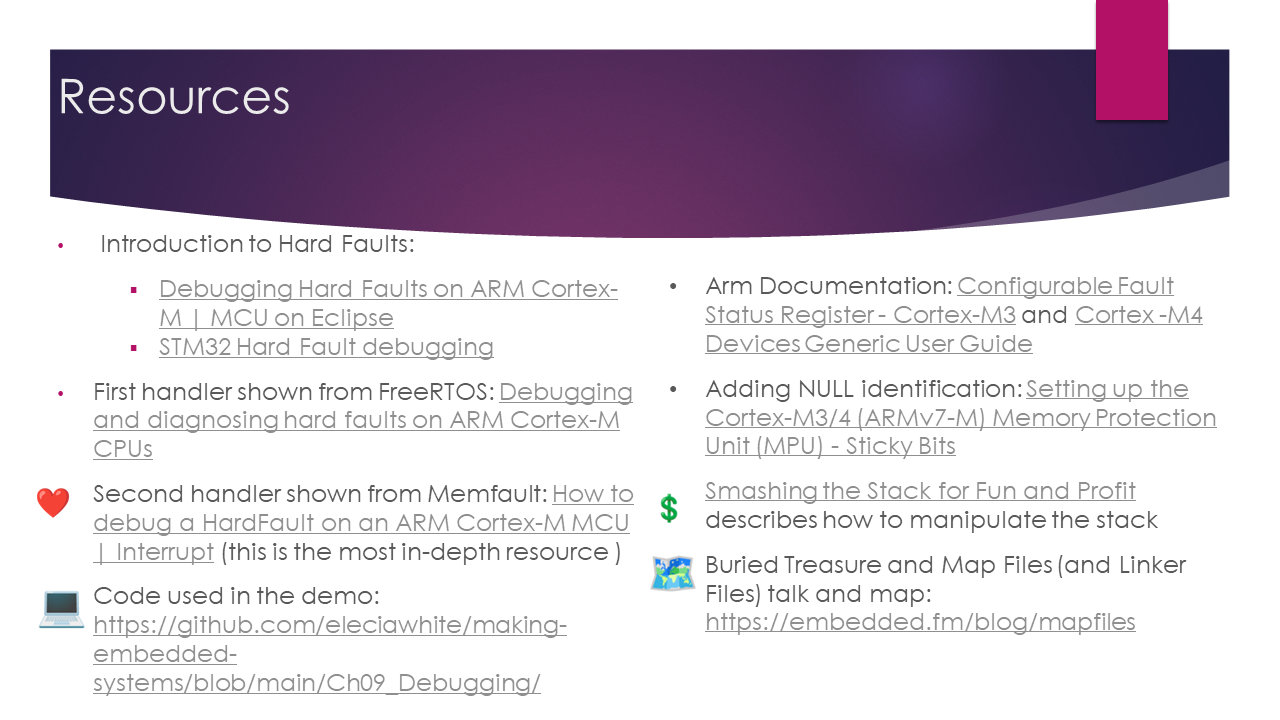 Resources
• Introduction to Hard Faults:
▪ Debugging Hard Faults on ARM Cortex-
M | MCU on Eclipse
▪ STM32 Hard Fault debugging
• First handler shown from FreeRTOS: Debugging
and diagnosing hard faults on ARM Cortex-M
CPUs
Second handler shown from Memfault: How to
debug a HardFault on an ARM Cortex-M MCU
| Interrupt (this is the most in-depth resource )
Code used in the demo:
https://github.com/eleciawhite/making-
embedded-
systems/blob/main/Ch09_Debugging/
• Arm Documentation: Configurable Fault
Status Register - Cortex-M3 and Cortex -M4
Devices Generic User Guide
• Adding NULL identification: Setting up the
Cortex-M3/4 (ARMv7-M) Memory Protection
Unit (MPU) - Sticky Bits
Smashing the Stack for Fun and Profit
describes how to manipulate the stack
Buried Treasure and Map Files (and Linker
Files) talk and map:
https://embedded.fm/blog/mapfiles